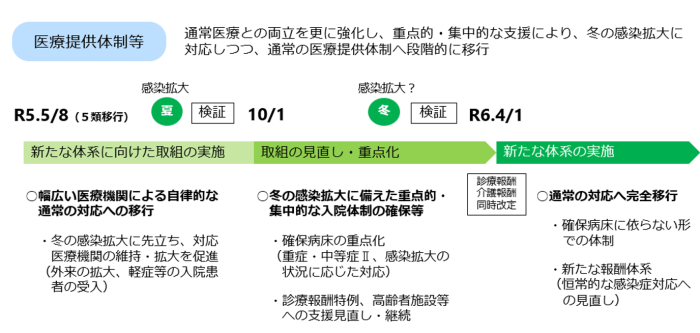 医療提供体制等
通常医療との両立を更に強化し、重点的・集中的な支援により、冬の感染拡大に
対応しつつ、通常の医療提供体制へ段階的に移行
感染拡大
感染拡大？
R5.5/8（５類移行）
夏
検証
10/1
冬
検証
R6.4/1
新たな体系に向けた取組の実施
取組の見直し・重点化
新たな体系の実施
診療報酬
介護報酬
同時改定
○幅広い医療機関による自律的な
通常の対応への移行
・冬の感染拡大に先立ち、対応
医療機関の維持・拡大を促進
（外来の拡大、軽症等の入院患
者の受入）
○冬の感染拡大に備えた重点的・
集中的な入院体制の確保等
・確保病床の重点化
（重症・中等症Ⅱ、感染拡大の
状況に応じた対応）
・診療報酬特例、高齢者施設等
への支援見直し・継続
○通常の対応へ完全移行
・確保病床に依らない形
での体制
・新たな報酬体系
（恒常的な感染症対応へ
の見直し）